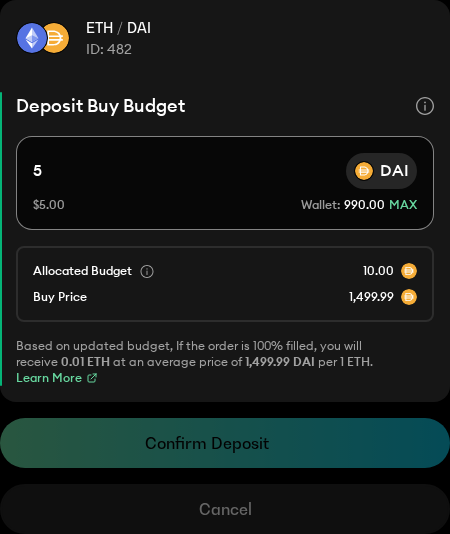 ETH / DAI
ID: 482
Deposit Buy Budget
5
DAI
$5.00
Wallet: 990.00 MAX
Allocated Budget
10.00
Buy Price
1,499.99
Based on updated budget, If the order is 100% filled, you will
receive 0.01 ETH at an average price of 1,499.99 DAI per 1 ETH.
Learn More
Confirm Deposit
Cancel